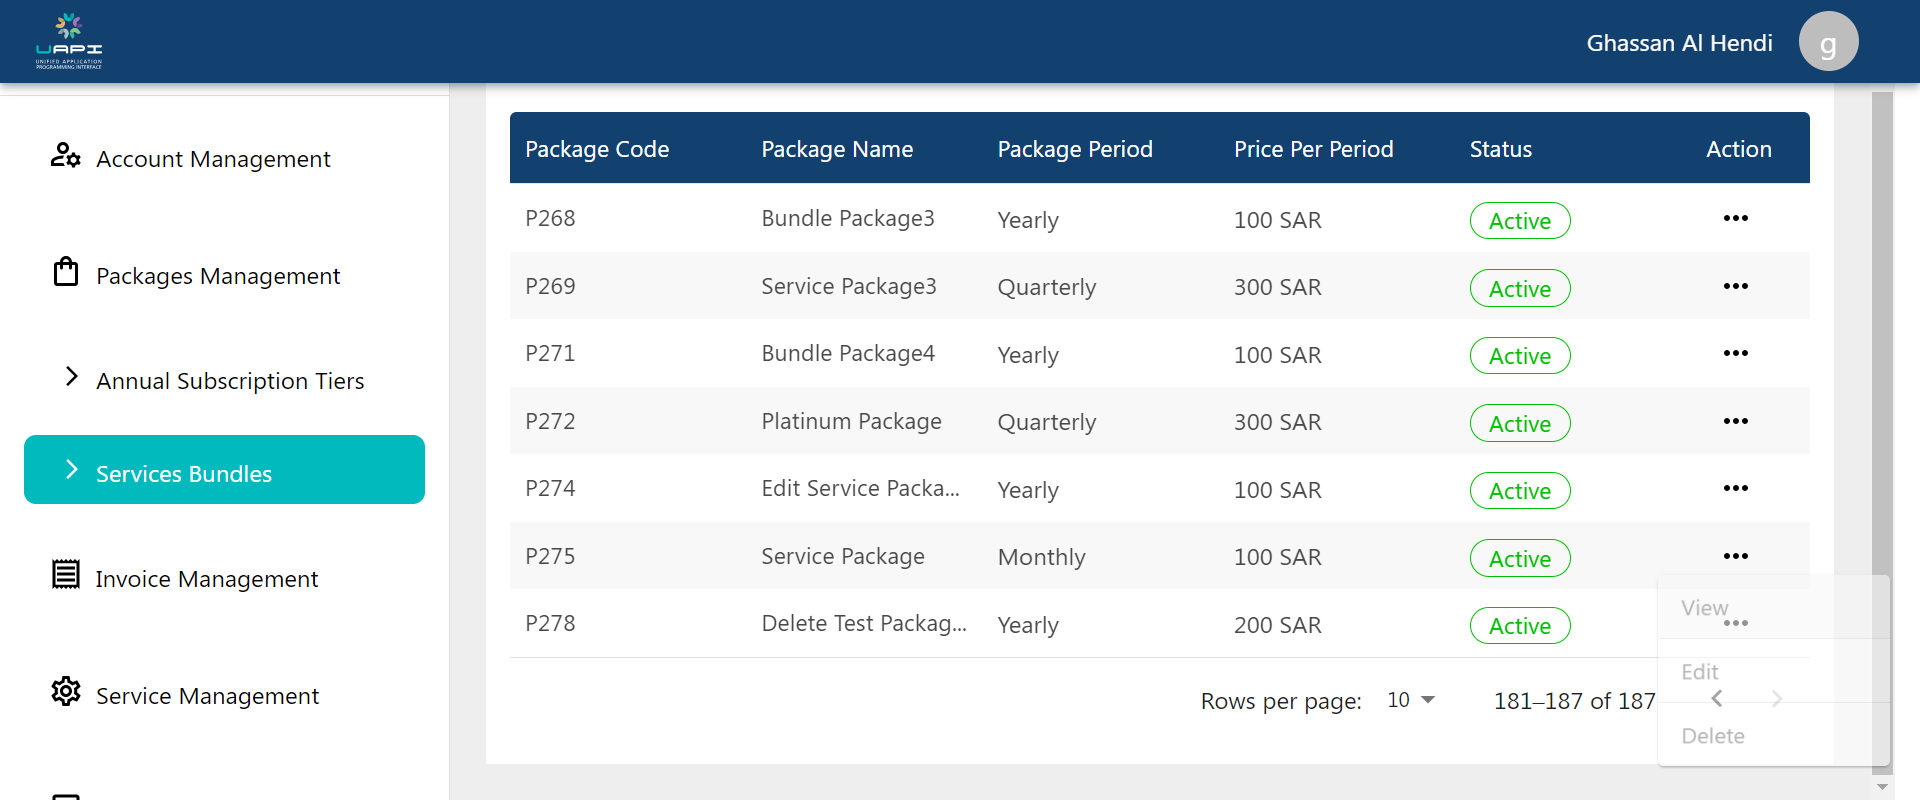 UAPI
UNIFIED APPLICATION
PROGRAMMING INTERFACE
Ghassan Al Hendi
g
Account Management
Packages Management
Annual Subscription Tiers
Services Bundles
Invoice Management
Service Management
Package Code Package Name Package Period Price Per Period Status Action
P268 Bundle Package3 Yearly 100 SAR Active
P269 Service Package3 Quarterly 300 SAR Active
P271 Bundle Package4 Yearly 100 SAR Active
P272 Platinum Package Quarterly 300 SAR Active
P274 Edit Service Packa... Yearly 100 SAR Active
P275 Service Package Monthly 100 SAR Active
P278 Delete Test Packag... Yearly 200 SAR Active
Rows per page: 10 181–187 of 187
View
Edit
Delete